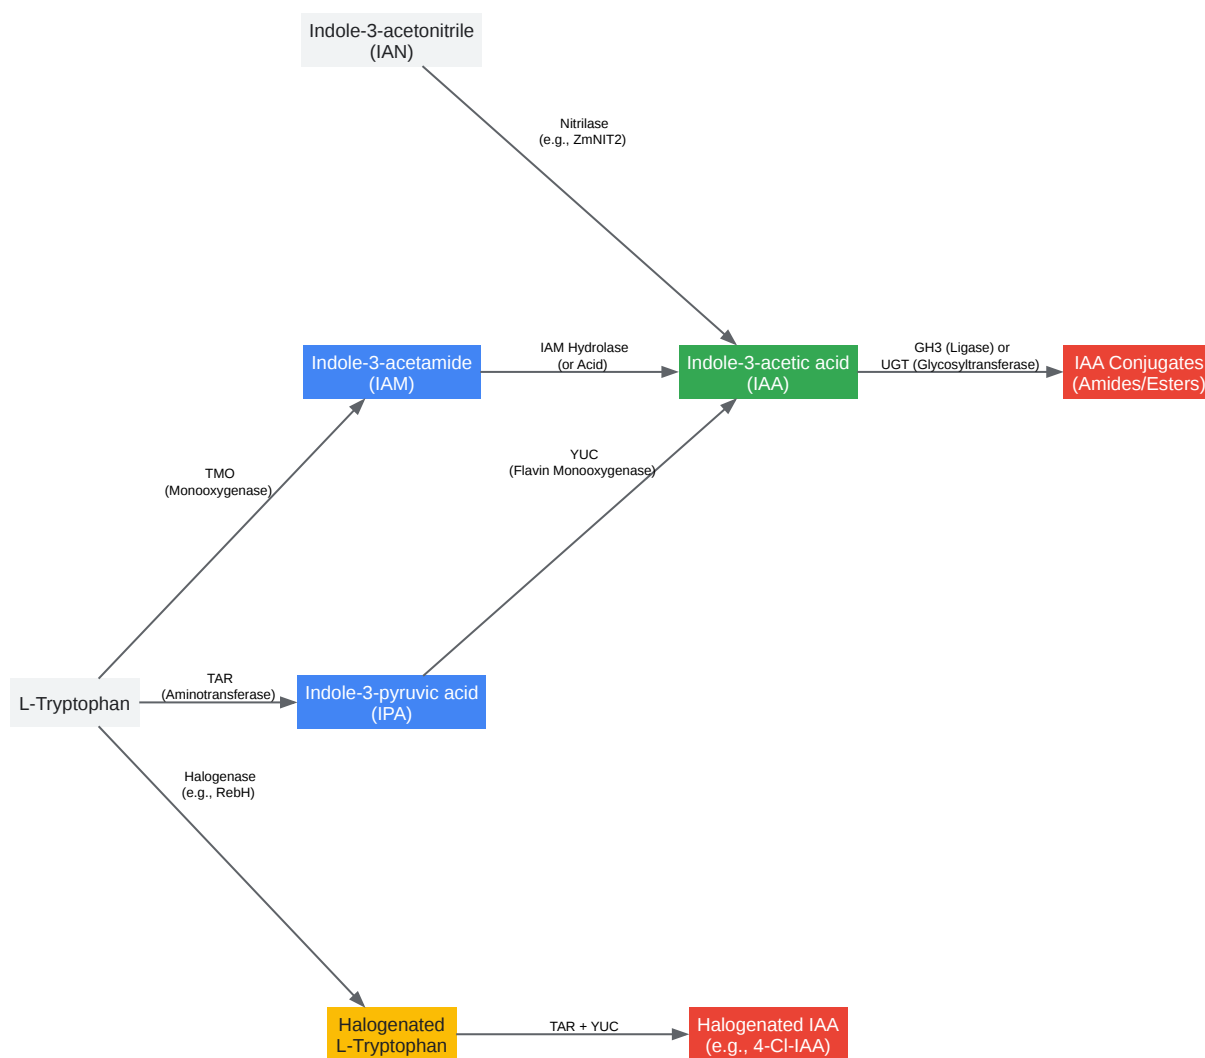 Indole-3-acetonitrile
(IAN)
Nitrilase
(e.g., ZmNIT2)
Indole-3-acetamide
(IAM)
IAM Hydrolase
(or Acid)
Indole-3-acetic acid
(IAA)
GH3 (Ligase) or
UGT (Glycosyltransferase)
IAA Conjugates
(Amides/Esters)
TMO
(Monooxygenase)
YUC
(Flavin Monooxygenase)
L-Tryptophan
TAR
(Aminotransferase)
Indole-3-pyruvic acid
(IPA)
Halogenase
(e.g., RebH)
Halogenated
L-Tryptophan
TAR + YUC
Halogenated IAA
(e.g., 4-Cl-IAA)